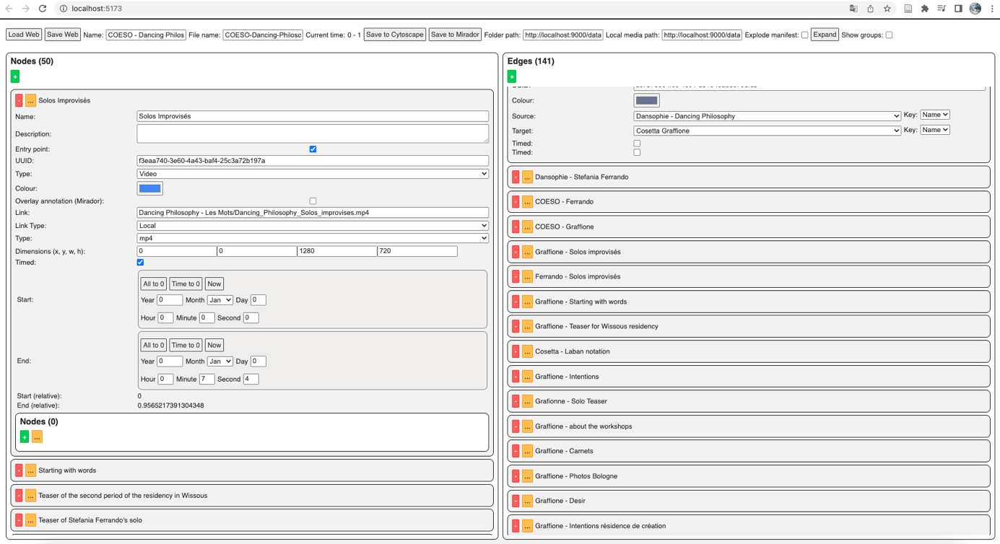 localhost:5173
Load Web Save Web Name: COESO - Dancing Philos File name: COESO-Dancing-Philoso Current time: 0 - 1 Save to Cytoscape Save to Mirador Folder path: http://localhost:9000/data Local media path: http://localhost:9000/data Explode manifest: Expand Show groups:
Nodes (50)
+
- ... Solos Improvisés
Name: Solos Improvisés
Description:
Entry point:
UUID: f3eaa740-3e60-4a43-baf4-25c3a72b197a
Type: Video
Colour:
Overlay annotation (Mirador):
Link: Dancing Philosophy - Les Mots/Dancing_Philosophy_Solos_improvises.mp4
Link Type: Local
Type: mp4
Dimensions (x, y, w, h): 0 0 1280 720
Timed:
Start:
All to 0 Time to 0 Now
Year 0 Month Jan Day 0
Hour 0 Minute 0 Second 0
End:
All to 0 Time to 0 Now
Year 0 Month Jan Day 0
Hour 0 Minute 7 Second 4
Start (relative): 0
End (relative): 0.9565217391304348
Nodes (0)
+ ...
- ... Starting with words
- ... Teaser of the second period of the residency in Wissous
- ... Teaser of Stefania Ferrando's solo
Edges (141)
+
Colour:
Source: Dansophie - Dancing Philosophy Key: Name
Target: Cosetta Graffione Key: Name
Timed:
Timed:
- ... Dansophie - Stefania Ferrando
- ... COESO - Ferrando
- ... COESO - Graffione
- ... Graffione - Solos improvisés
- ... Ferrando - Solos improvisés
- ... Graffione - Starting with words
- ... Graffione - Teaser for Wissous residency
- ... Cosetta - Laban notation
- ... Graffione - Intentions
- ... Grafionne - Solo Teaser
- ... Graffione - about the workshops
- ... Graffione - Carnets
- ... Graffione - Photos Bologne
- ... Graffione - Desir
- ... Graffione - Intentions résidence de création